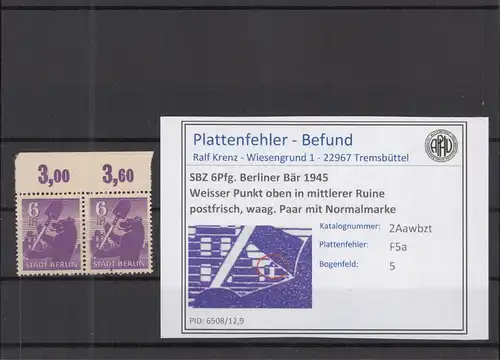 3,00 3,60
6 6
STADT BERLIN STADT BERLIN
Plattenfehler - Befund
Ralf Krenz - Wiesengrund 1 - 22967 Tremsbüttel
SBZ 6Pfg. Berliner Bär 1945
Weisser Punkt oben in mittlerer Ruine
postfrisch, waag. Paar mit Normalmarke
Katalognummer: 2Aawbzt
Plattenfehler: F5a
Bogenfeld: 5
PID: 6508/12,9